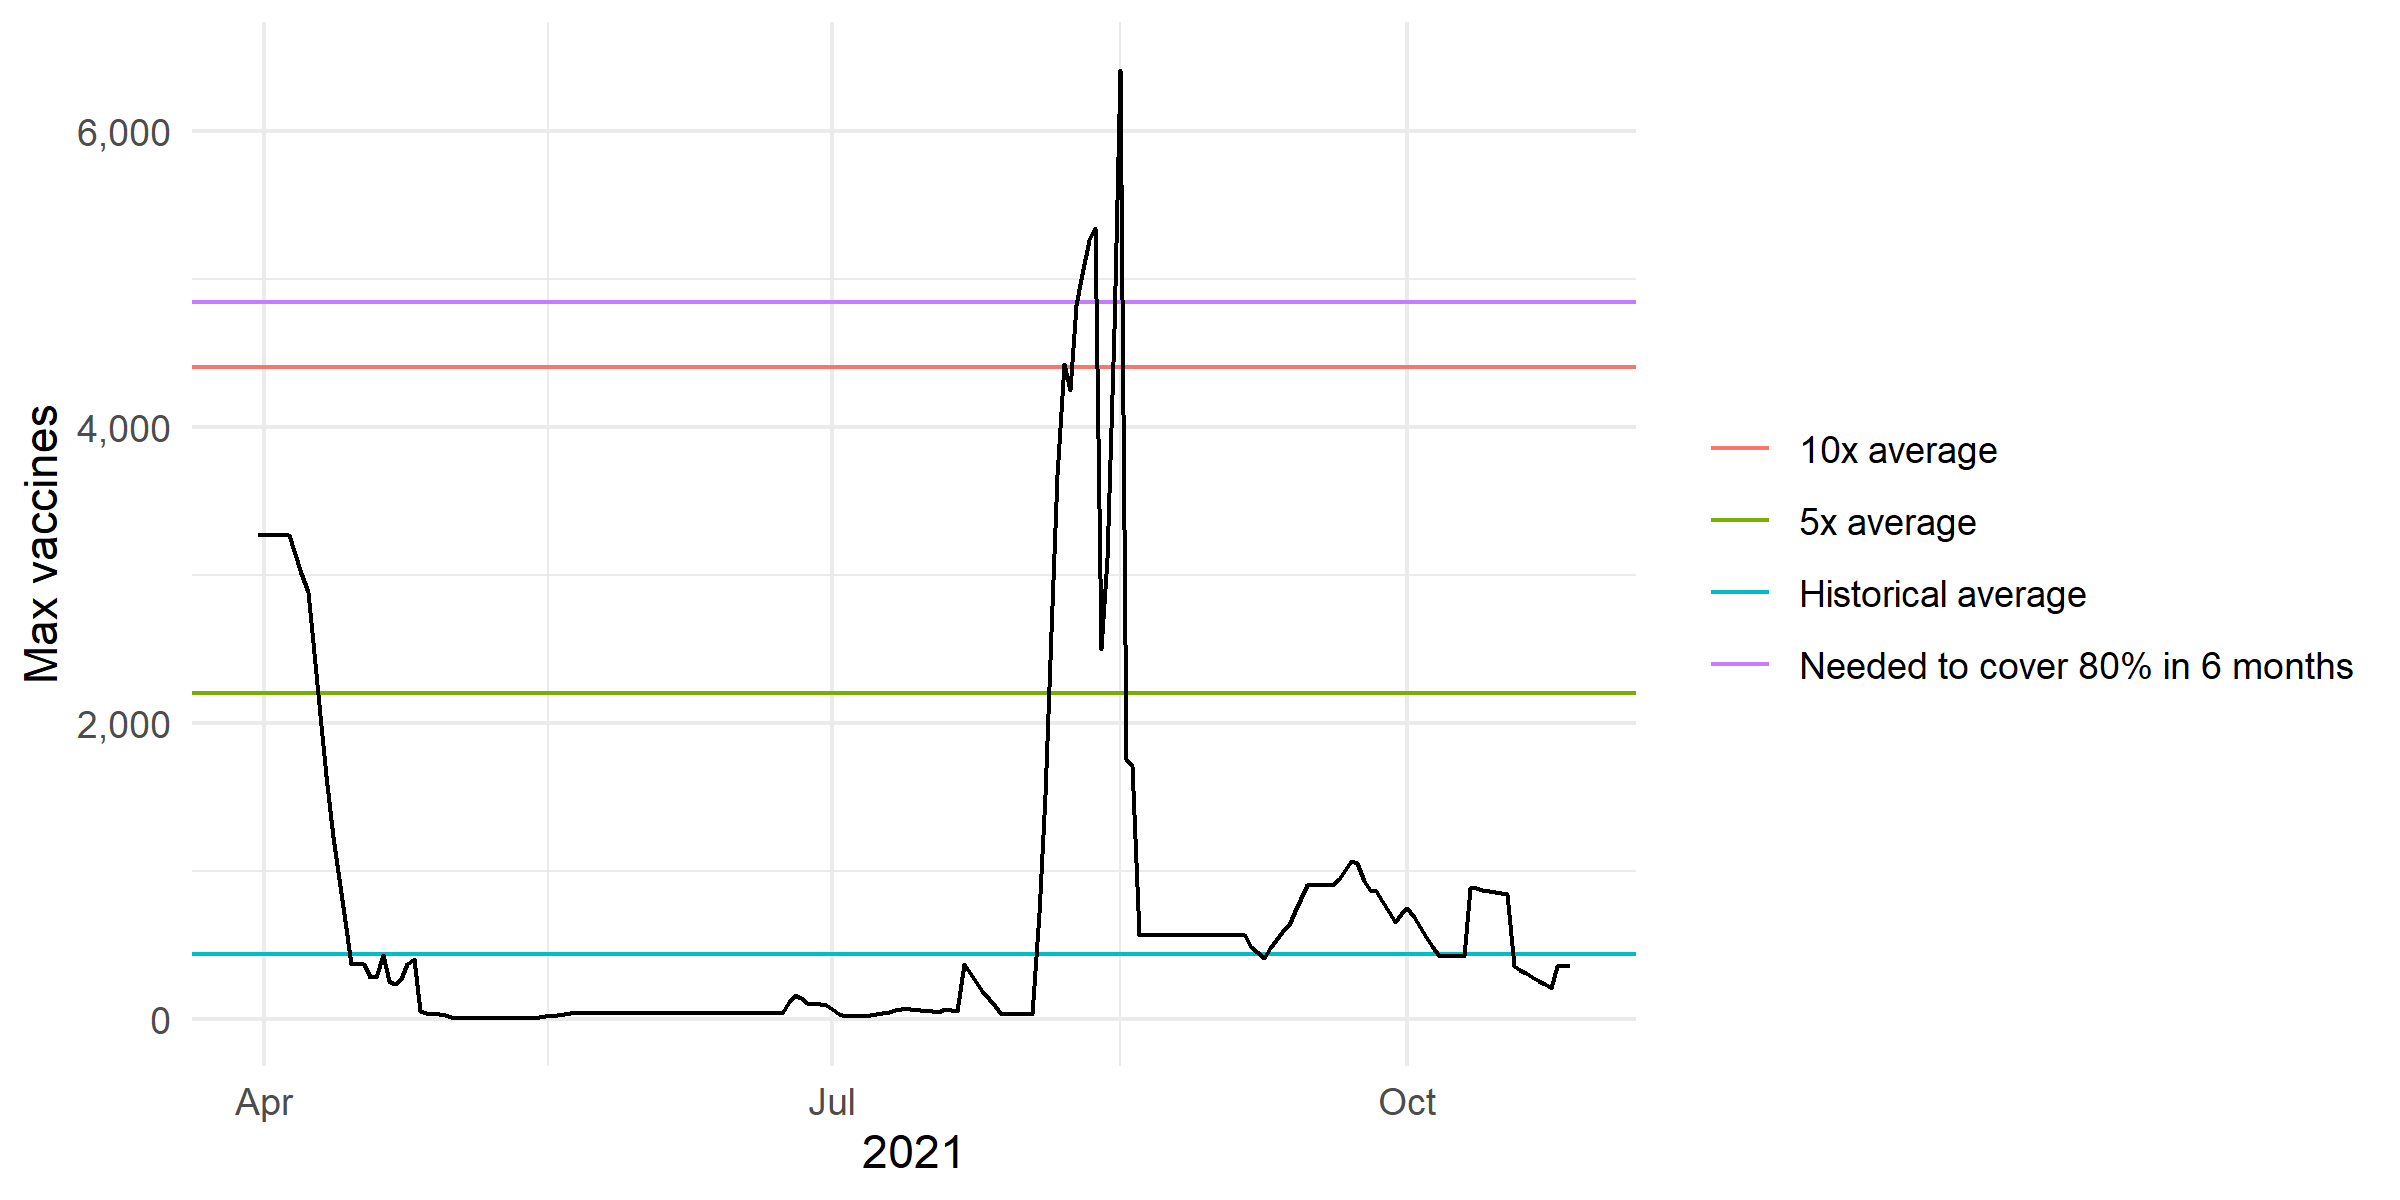 Max vaccines
6,000
4,000
2,000
0
Apr
Jul
Oct
2021
10x average
5x average
Historical average
Needed to cover 80% in 6 months